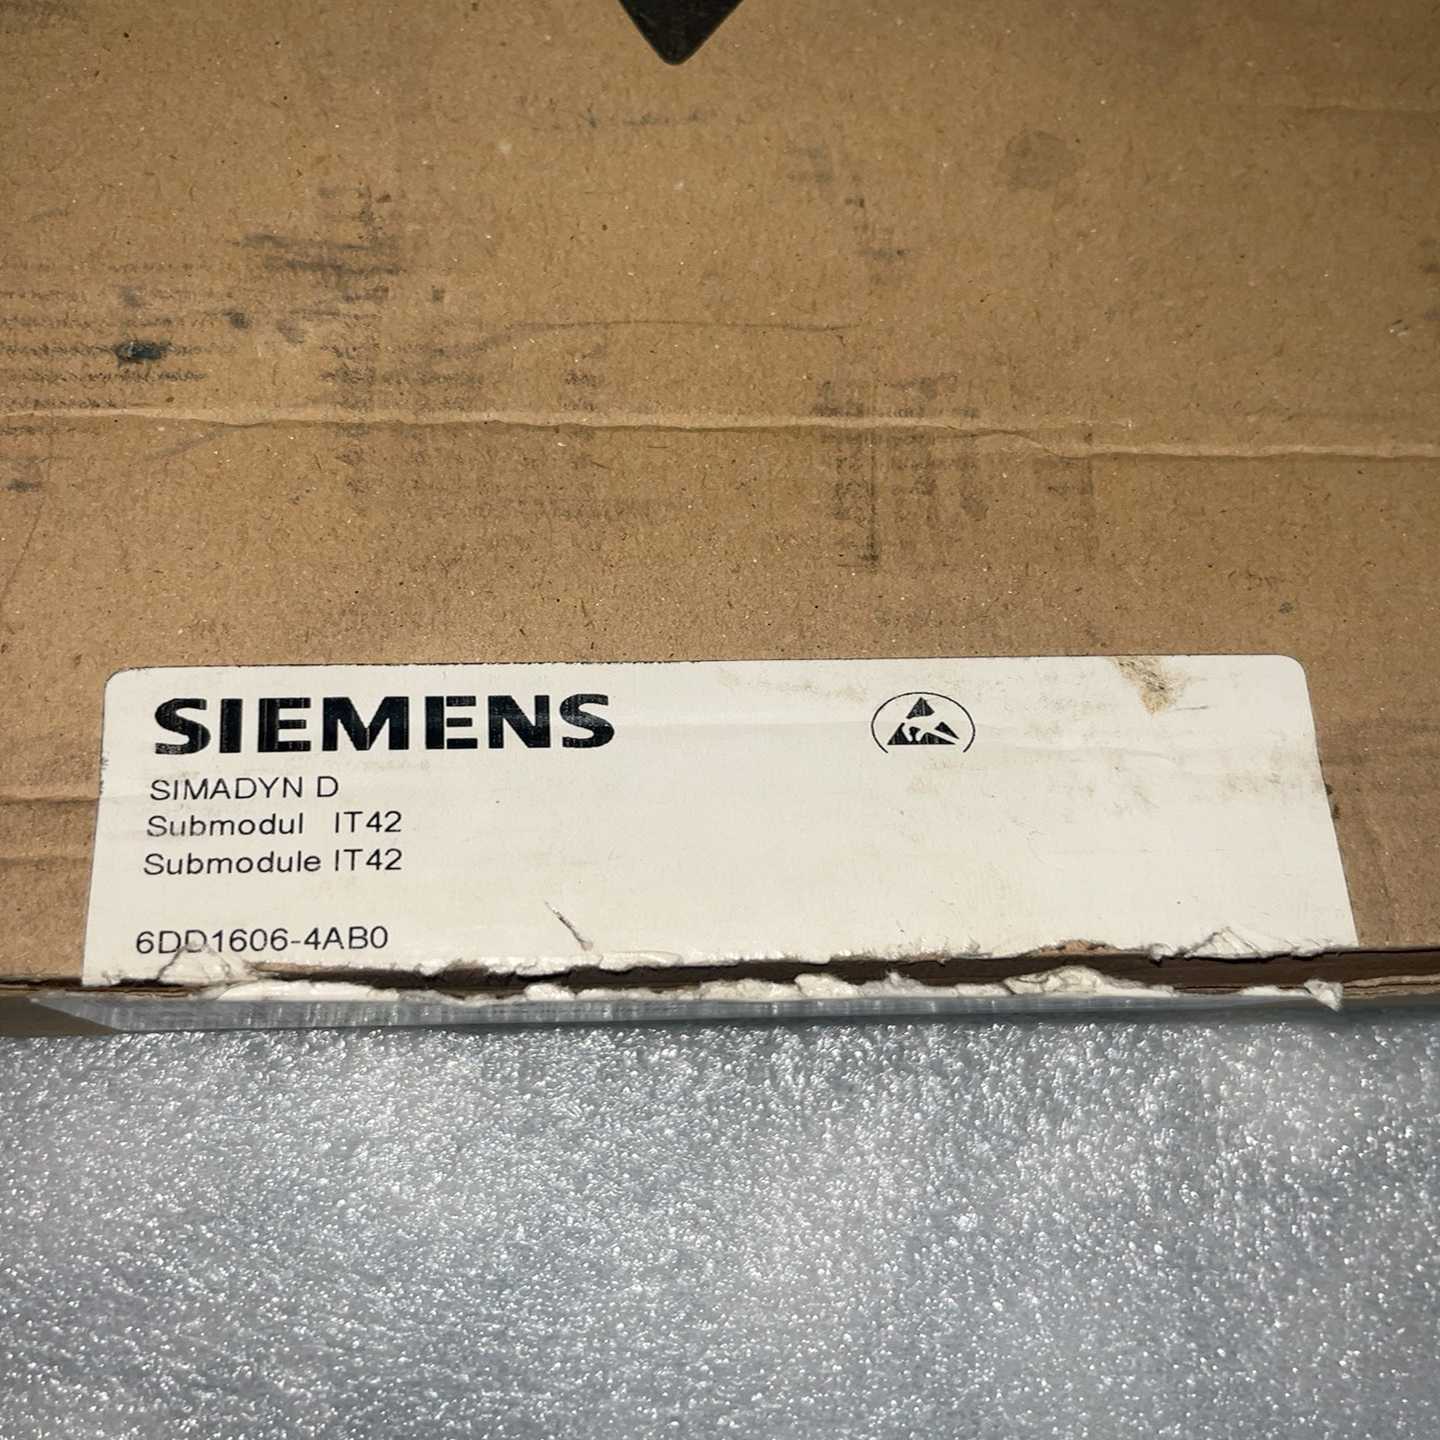 SIEMENS
SIMADYN D
Submodul IT42
Submodule IT42
6DD1606-4AB0